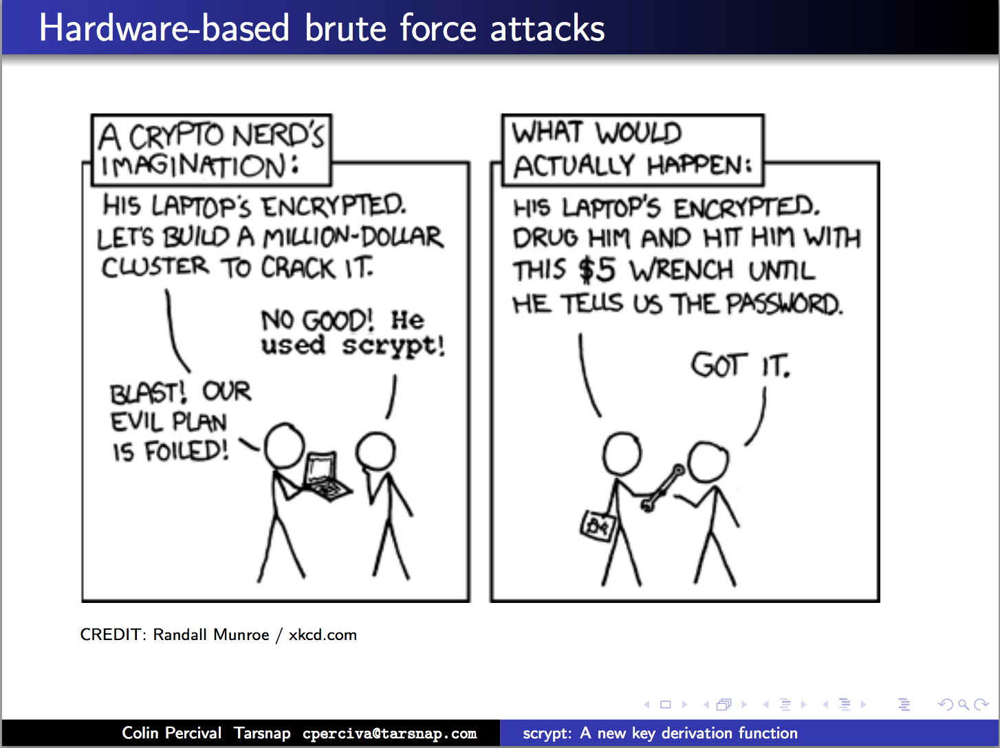 Hardware-based brute force attacks
A CRYPTO NERD'S
IMAGINATION:
HIS LAPTOP'S ENCRYPTED.
LET'S BUILD A MILLION-DOLLAR
CLUSTER TO CRACK IT.
NO GOOD! He
used scrypt!
BLAST! OUR
EVIL PLAN
IS FOILED!
WHAT WOULD
ACTUALLY HAPPEN:
HIS LAPTOP'S ENCRYPTED.
DRUG HIM AND HIT HIM WITH
THIS $5 WRENCH UNTIL
HE TELLS US THE PASSWORD.
GOT IT.
CREDIT: Randall Munroe / xkcd.com
Colin Percival Tarsnap cperciva@tarsnap.com
scrypt: A new key derivation function